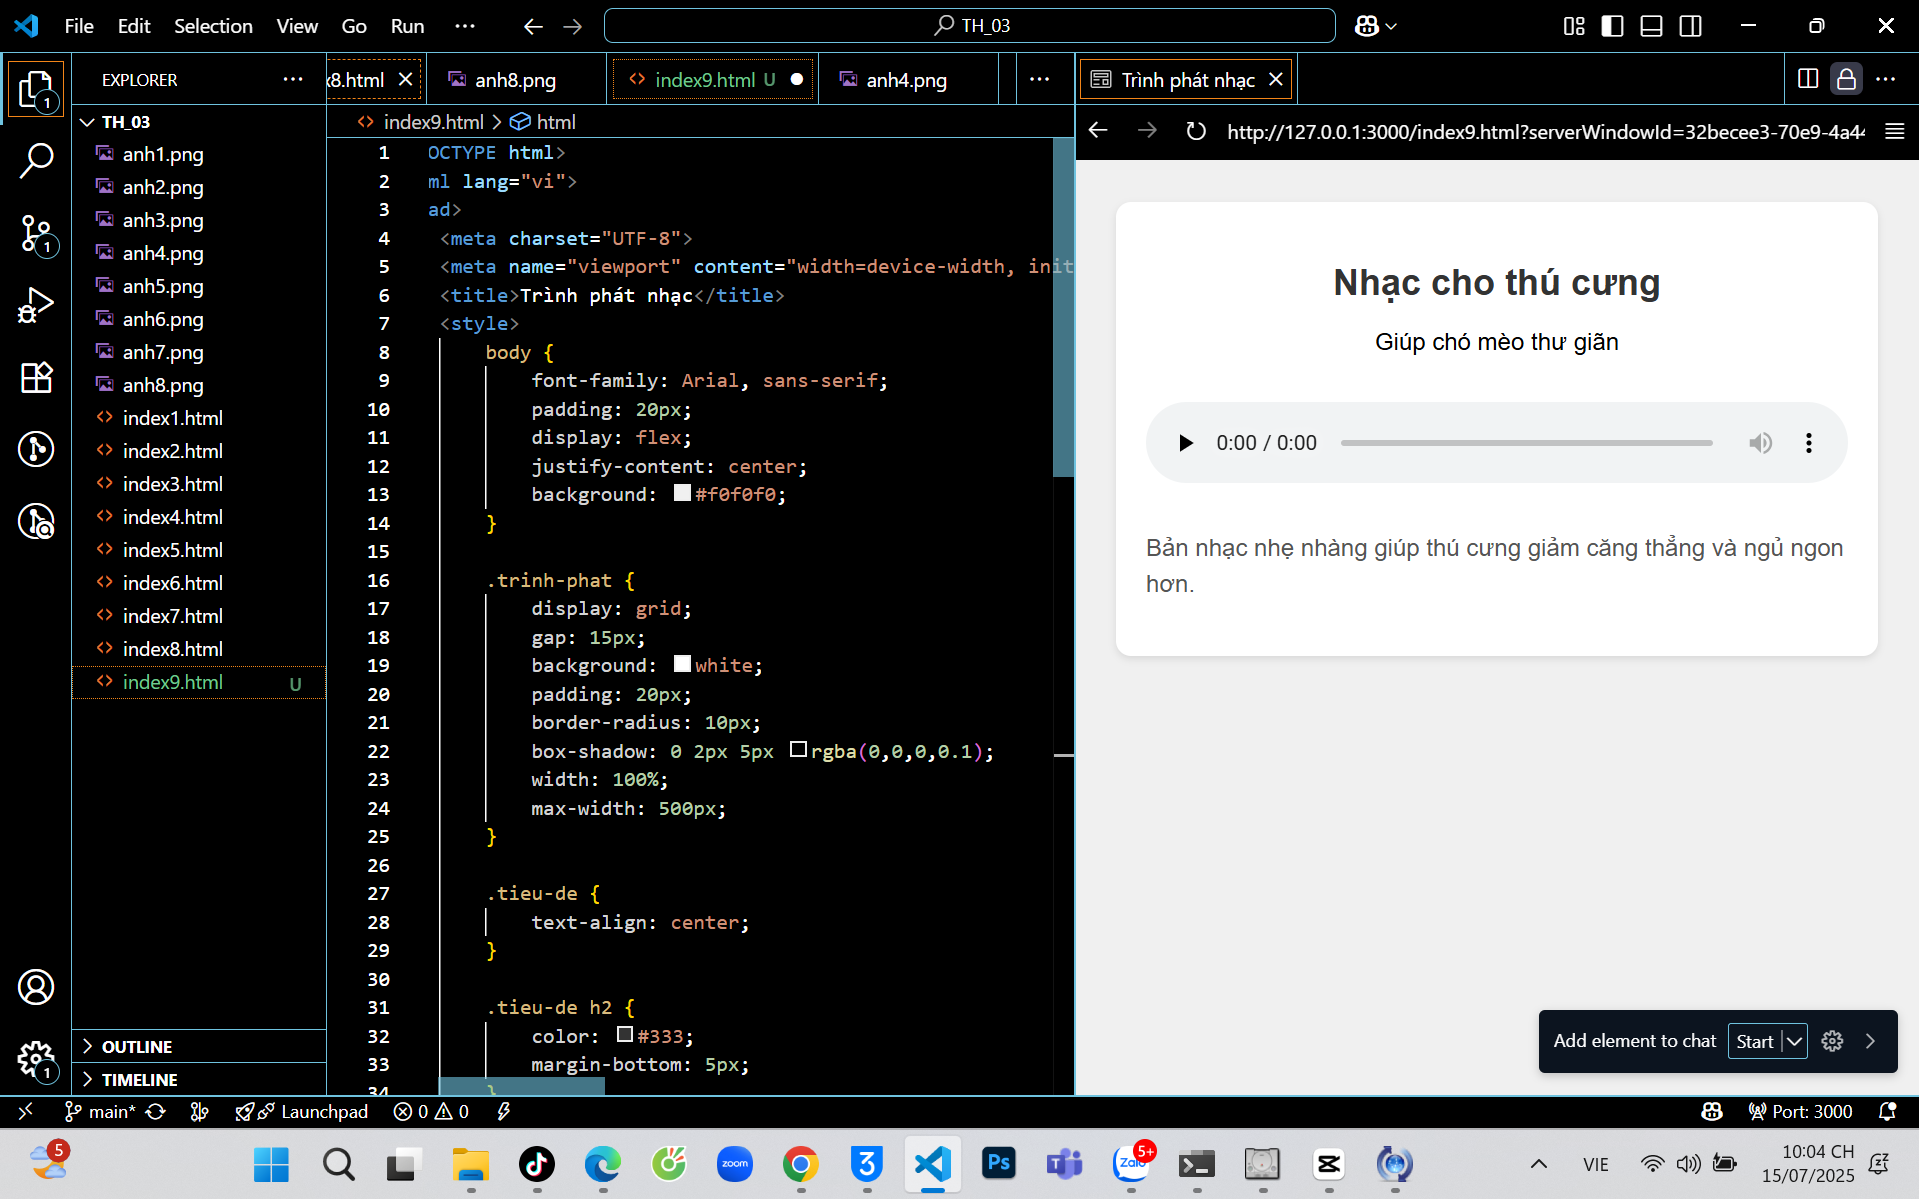 File Edit Selection View Go Run ··· TH_03
EXPLORER ···
TH_03
anh1.png
anh2.png
anh3.png
anh4.png
anh5.png
anh6.png
anh7.png
anh8.png
index1.html
index2.html
index3.html
index4.html
index5.html
index6.html
index7.html
index8.html
index9.html U
OUTLINE
TIMELINE
x8.html anh8.png index9.html U anh4.png ···
index9.html > html
1 OCTYPE html>
2 ml lang="vi">
3 ad>
4 <meta charset="UTF-8">
5 <meta name="viewport" content="width=device-width, init
6 <title>Trình phát nhạc</title>
7 <style>
8 body {
9 font-family: Arial, sans-serif;
10 padding: 20px;
11 display: flex;
12 justify-content: center;
13 background: #f0f0f0;
14 }
15
16 .trinh-phat {
17 display: grid;
18 gap: 15px;
19 background: white;
20 padding: 20px;
21 border-radius: 10px;
22 box-shadow: 0 2px 5px rgba(0,0,0,0.1);
23 width: 100%;
24 max-width: 500px;
25 }
26
27 .tieu-de {
28 text-align: center;
29 }
30
31 .tieu-de h2 {
32 color: #333;
33 margin-bottom: 5px;
34 }
Trình phát nhạc
http://127.0.0.1:3000/index9.html?serverWindowId=32becee3-70e9-4a4
Nhạc cho thú cưng
Giúp chó mèo thư giãn
0:00 / 0:00
Bản nhạc nhẹ nhàng giúp thú cưng giảm căng thẳng và ngủ ngon
hơn.
Add element to chat Start
main* Launchpad 0 0 Port: 3000
5 zoom 3 Ps Zalo 5+ VIE
10:04 CH
15/07/2025